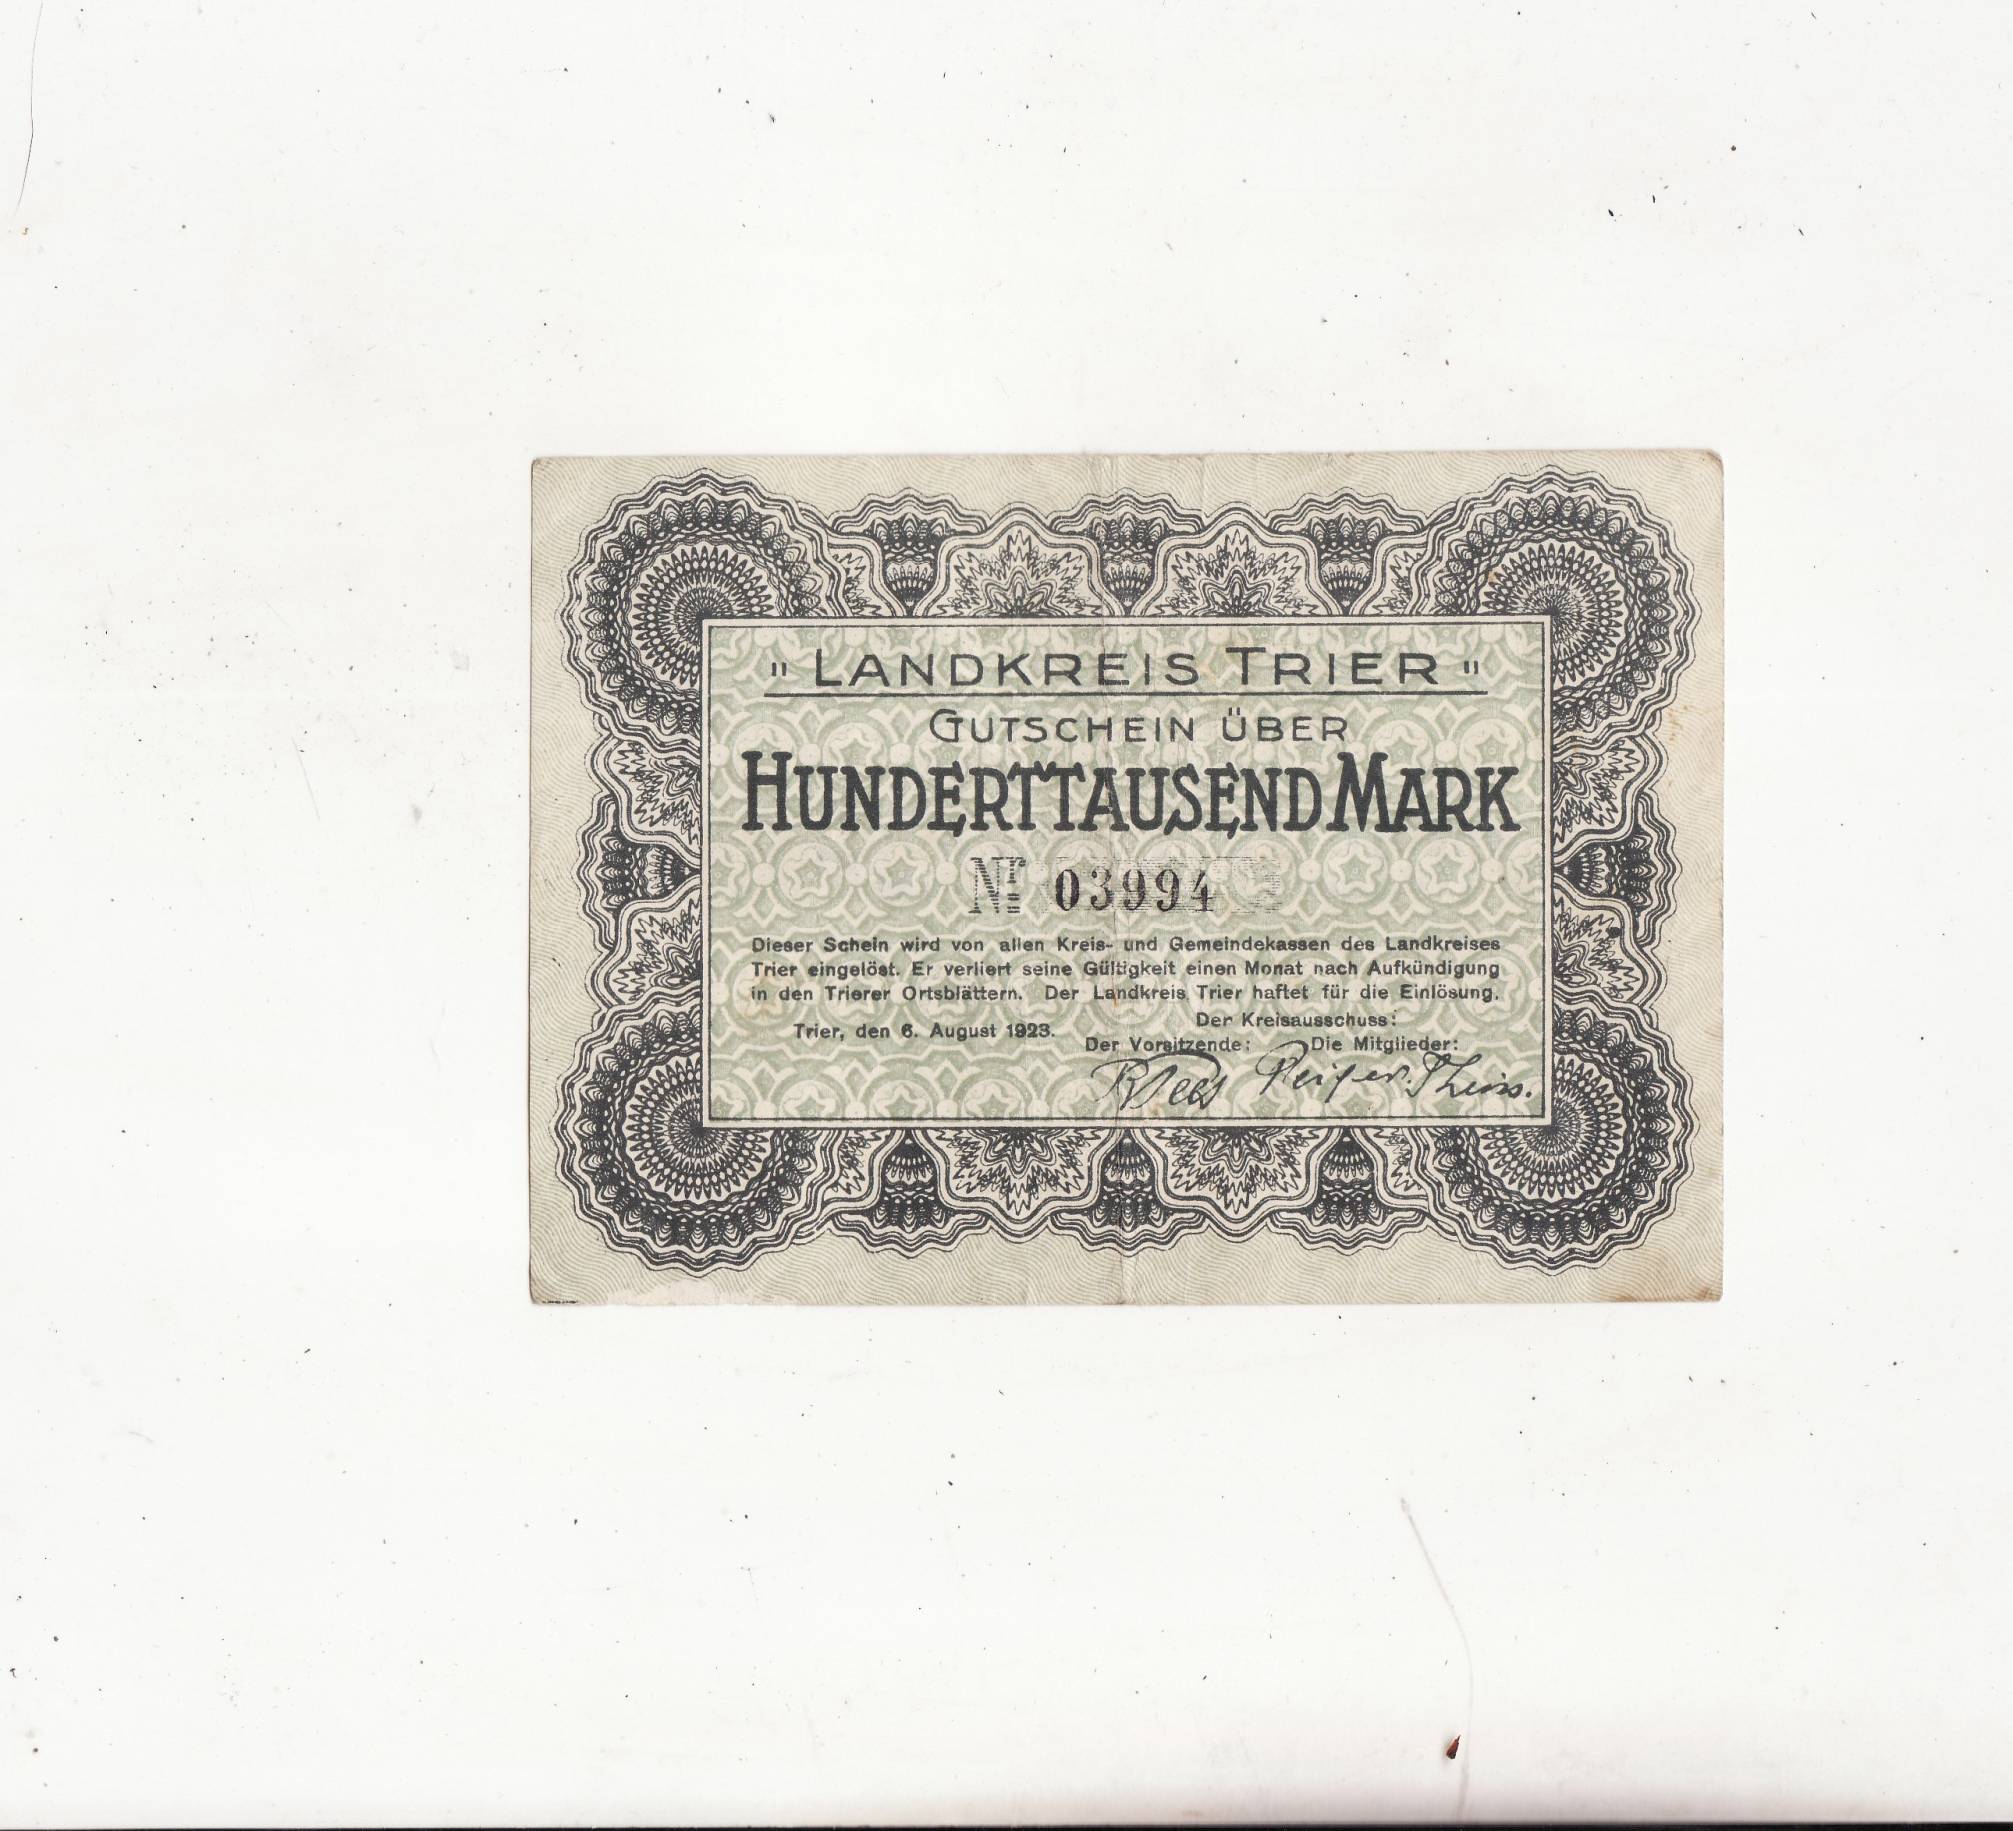 " LANDKREIS TRIER "
GUTSCHEIN ÜBER
HUNDERTTAUSEND MARK
Nr. 03994
Dieser Schein wird von allen Kreis- und Gemeindekassen des Landkreises
Trier eingelöst. Er verliert seine Gültigkeit einen Monat nach Aufkündigung
in den Trierer Ortsblättern. Der Landkreis Trier haftet für die Einlösung.
Trier, den 6. August 1923.
Der Kreisausschuss:
Der Vorsitzende: Die Mitglieder: